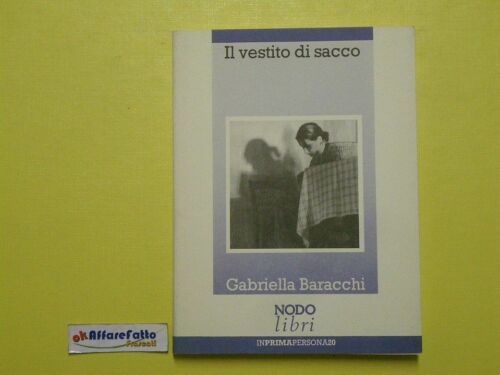 Il vestito di sacco
Gabriella Baracchi
NODO
libri
INPRIMAPERSONA20
okAffareFatto
Frascati